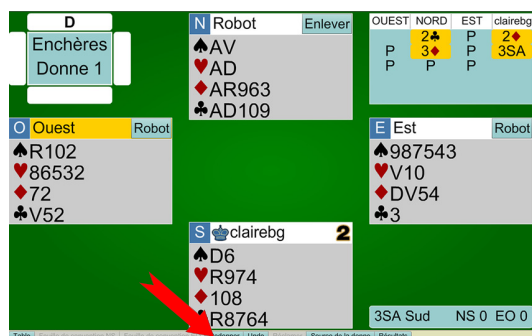 D
Enchères
Donne 1
N Robot Enlever
♠AV
♥AD
♦AR963
♣AD109
OUEST NORD EST clairebg
2♣ P 2♦
P 3♦ P 3SA
P P P
O Ouest Robot
♠R102
♥86532
♦72
♣V52
E Est Robot
♠987543
♥V10
♦DV54
♣3
S clairebg 2
♠D6
♥R974
♦108
♣R8764
3SA Sud NS 0 EO 0
Table Undo Source de la donne Résultats